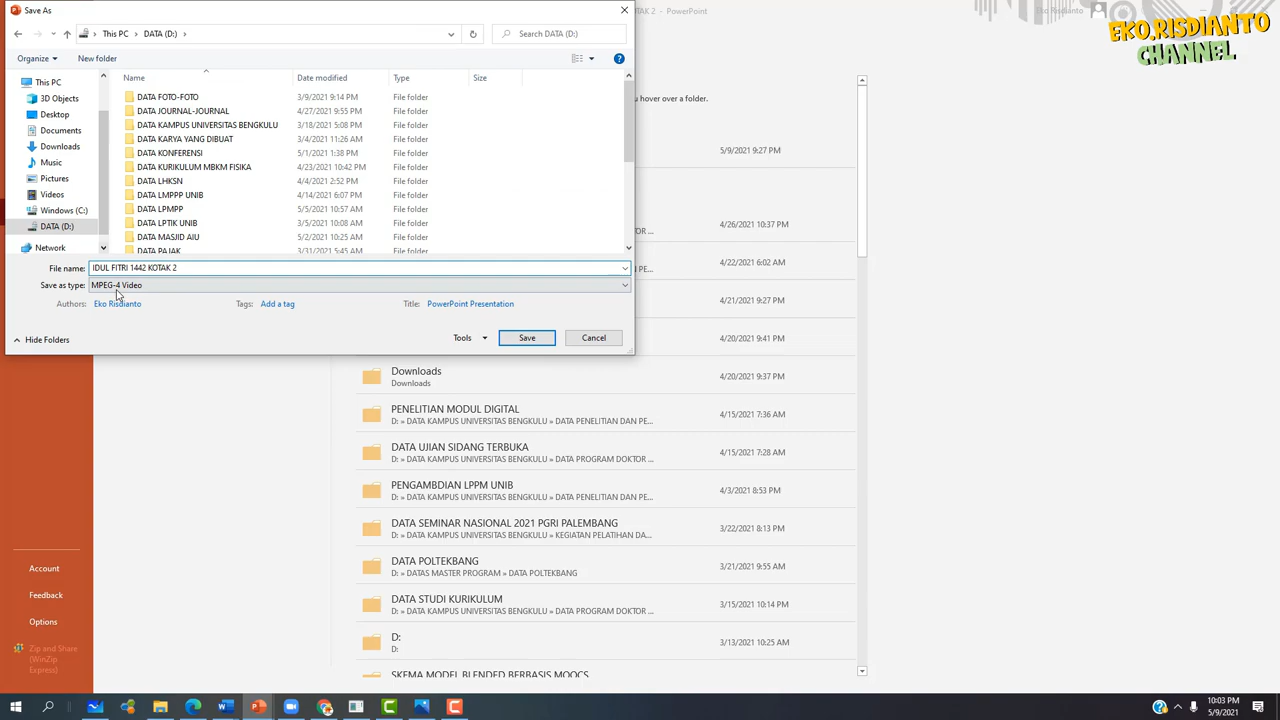 Save As
KOTAK 2 - PowerPoint
Eko Risdianto
EKO.RISDIANTO
CHANNEL
This PC
DATA (D:)
Search DATA (D:)
Organize
New folder
Name
Date modified
Type
Size
This PC
3D Objects
Desktop
Documents
Downloads
Music
Pictures
Videos
Windows (C:)
DATA (D:)
Network
DATA FOTO-FOTO 3/9/2021 9:14 PM File folder
DATA JOURNAL-JOURNAL 4/27/2021 9:55 PM File folder
DATA KAMPUS UNIVERSITAS BENGKULU 3/18/2021 5:08 PM File folder
DATA KARYA YANG DIBUAT 3/4/2021 11:26 AM File folder
DATA KONFERENSI 5/1/2021 1:38 PM File folder
DATA KURIKULUM MBKM FISIKA 4/23/2021 10:42 PM File folder
DATA LHKSN 4/4/2021 2:52 PM File folder
DATA LMPPP UNIB 4/14/2021 6:07 PM File folder
DATA LPMPP 5/5/2021 10:57 AM File folder
DATA LPTIK UNIB 3/5/2021 10:08 AM File folder
DATA MASJID AIU 5/2/2021 10:25 AM File folder
DATA PAJAK 3/31/2021 5:45 AM File folder
File name: IDUL FITRI 1442 KOTAK 2
Save as type: MPEG-4 Video
Authors: Eko Risdianto
Tags: Add a tag
Title: PowerPoint Presentation
Hide Folders
Tools
Save
Cancel
u hover over a folder.
5/9/2021 9:27 PM
4/26/2021 10:37 PM
4/22/2021 6:02 AM
PE...
4/21/2021 9:27 PM
4/20/2021 9:41 PM
Downloads
Downloads
4/20/2021 9:37 PM
PENELITIAN MODUL DIGITAL
D: » DATA KAMPUS UNIVERSITAS BENGKULU » DATA PENELITIAN DAN PE...
4/15/2021 7:36 AM
DATA UJIAN SIDANG TERBUKA
D: » DATA KAMPUS UNIVERSITAS BENGKULU » DATA PROGRAM DOKTOR ...
4/15/2021 7:28 AM
PENGAMBDIAN LPPM UNIB
D: » DATA KAMPUS UNIVERSITAS BENGKULU » DATA PENELITIAN DAN PE...
4/3/2021 8:53 PM
DATA SEMINAR NASIONAL 2021 PGRI PALEMBANG
D: » DATA KAMPUS UNIVERSITAS BENGKULU » KEGIATAN PELATIHAN DA...
3/22/2021 8:13 PM
DATA POLTEKBANG
D: » DATAS MASTER PROGRAM » DATA POLTEKBANG
3/21/2021 9:55 AM
DATA STUDI KURIKULUM
D: » DATA KAMPUS UNIVERSITAS BENGKULU » DATA PROGRAM DOKTOR ...
3/15/2021 10:14 PM
D:
D:
3/13/2021 10:25 AM
SKEMA MODEL BLENDED BERBASIS MOOCS
Account
Feedback
Options
Zip and Share
(WinZip
Express)
10:03 PM
5/9/2021